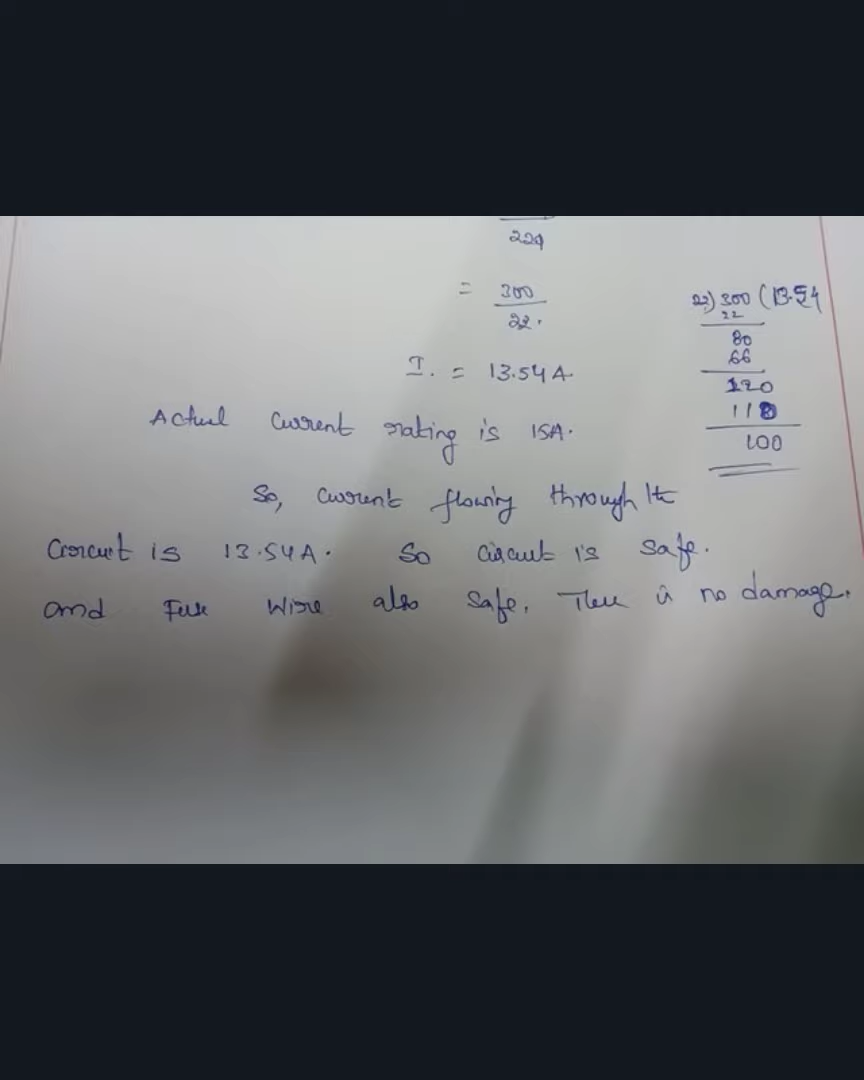 220
= 300
22.
22) 300 (13.54
22
80
66
120
110
100
I. = 13.54A.
Actual current rating is 15A.
So, current flowing through the
Circuit is 13.54A. So circuit is safe.
and Fuse wire also safe. There is no damage.